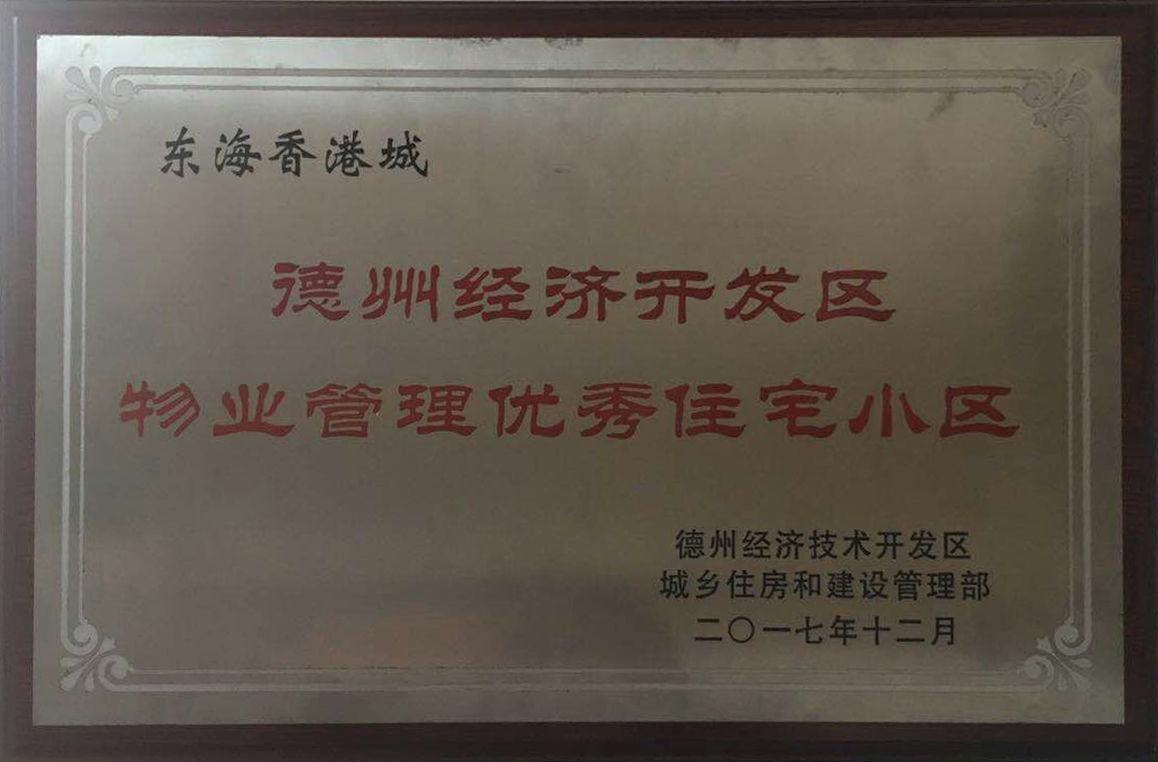 东海香港城
德州经济开发区
物业管理优秀住宅小区
德州经济技术开发区
城乡住房和建设管理部
二〇一七年十二月